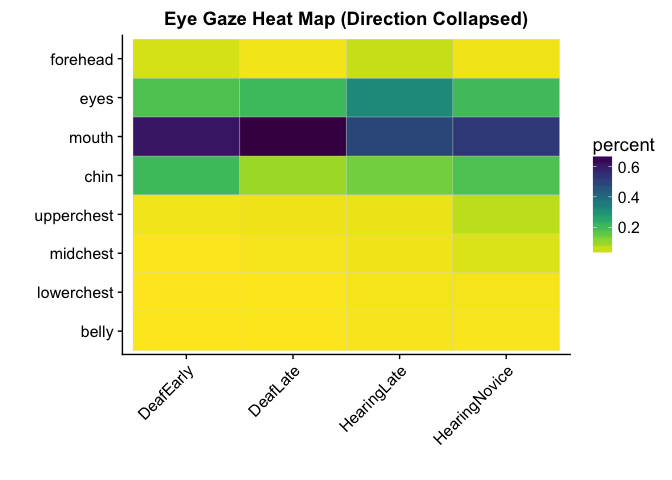 Eye Gaze Heat Map (Direction Collapsed)
forehead
eyes
mouth
chin
upperchest
midchest
lowerchest
belly
DeafEarly
DeafLate
HearingLate
HearingNovice
percent
0.6
0.4
0.2